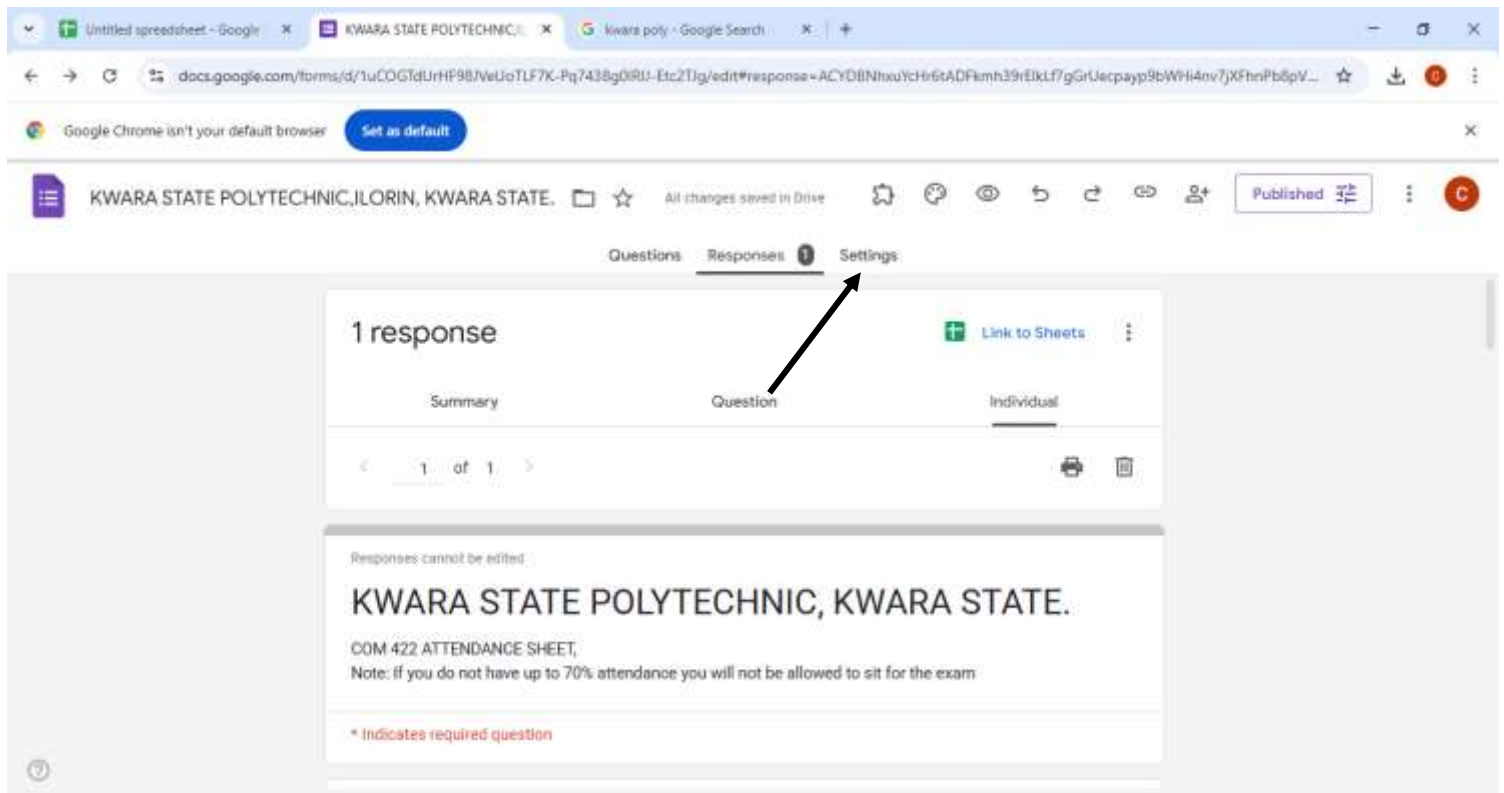 Untitled spreadsheet - Google
KWARA STATE POLYTECHNIC,IL
kwara poly - Google Search
Google Chrome isn't your default browser
Set as default
KWARA STATE POLYTECHNIC,ILORIN, KWARA STATE.
All changes saved in Drive
Published
C
Questions Responses 1 Settings
1 response
Link to Sheets
Summary Question Individual
1 of 1
Responses cannot be edited
KWARA STATE POLYTECHNIC, KWARA STATE.
COM 422 ATTENDANCE SHEET,
Note: if you do not have up to 70% attendance you will not be allowed to sit for the exam
* Indicates required question